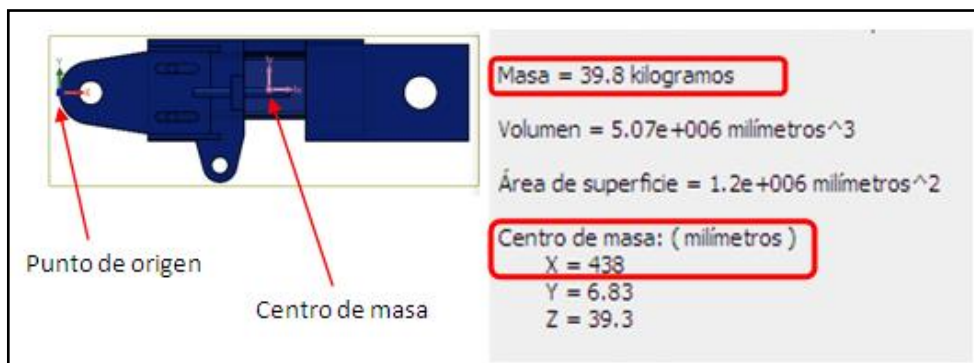 Masa = 39.8 kilogramos
Volumen = 5.07e+006 milímetros^3
Área de superficie = 1.2e+006 milímetros^2
Centro de masa: ( milímetros )
X = 438
Y = 6.83
Z = 39.3
Punto de origen
Centro de masa